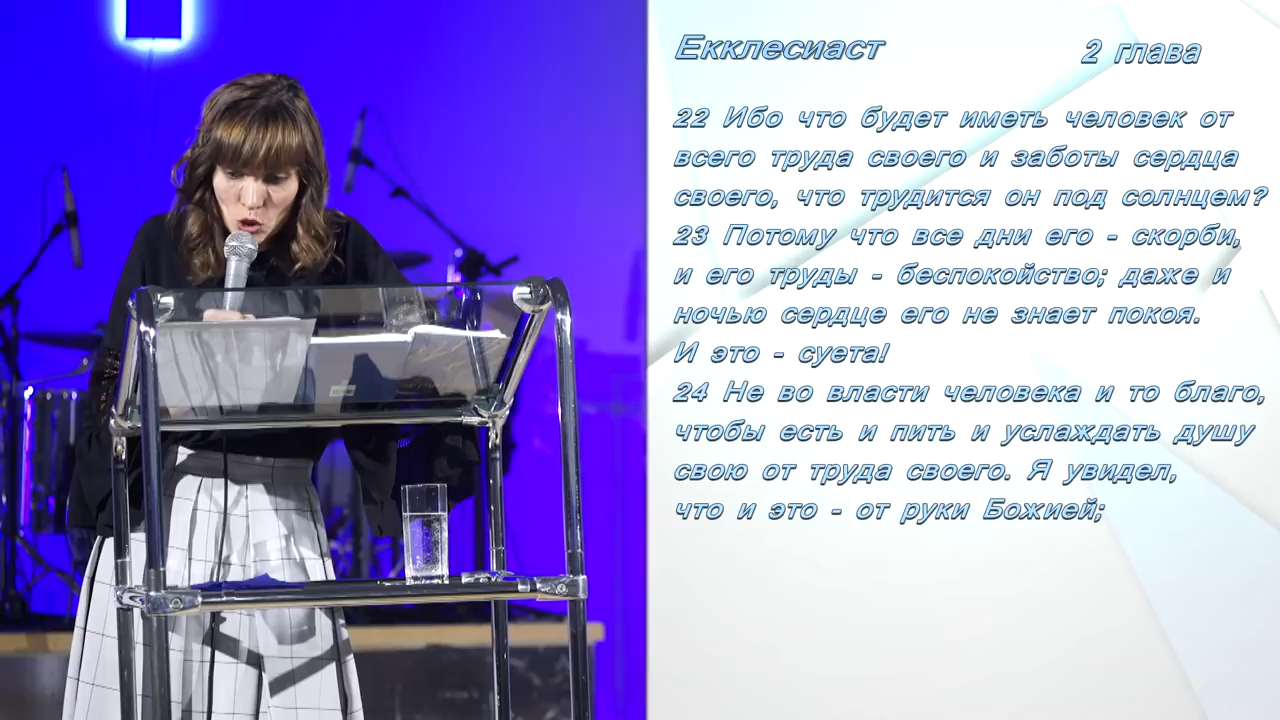 Екклесиаст 2 глава
22 Ибо что будет иметь человек от
всего труда своего и заботы сердца
своего, что трудится он под солнцем?
23 Потому что все дни его - скорби,
и его труды - беспокойство; даже и
ночью сердце его не знает покоя.
И это - суета!
24 Не во власти человека и то благо,
чтобы есть и пить и услаждать душу
свою от труда своего. Я увидел,
что и это - от руки Божией;